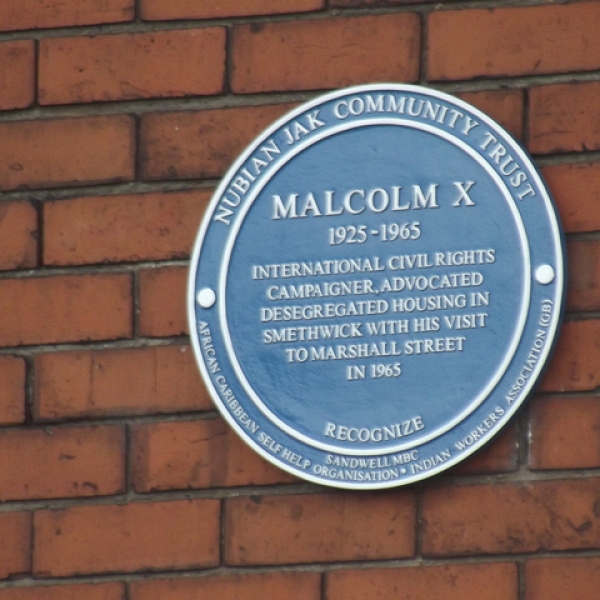 NUBIAN JAK COMMUNITY TRUST
MALCOLM X
1925-1965
INTERNATIONAL CIVIL RIGHTS
CAMPAIGNER, ADVOCATED
DESEGREGATED HOUSING IN
SMETHWICK WITH HIS VISIT
TO MARSHALL STREET
IN 1965
RECOGNIZE
SANDWELL MBC
AFRICAN CARIBBEAN SELF HELP ORGANISATION • INDIAN WORKERS ASSOCIATION (GB)